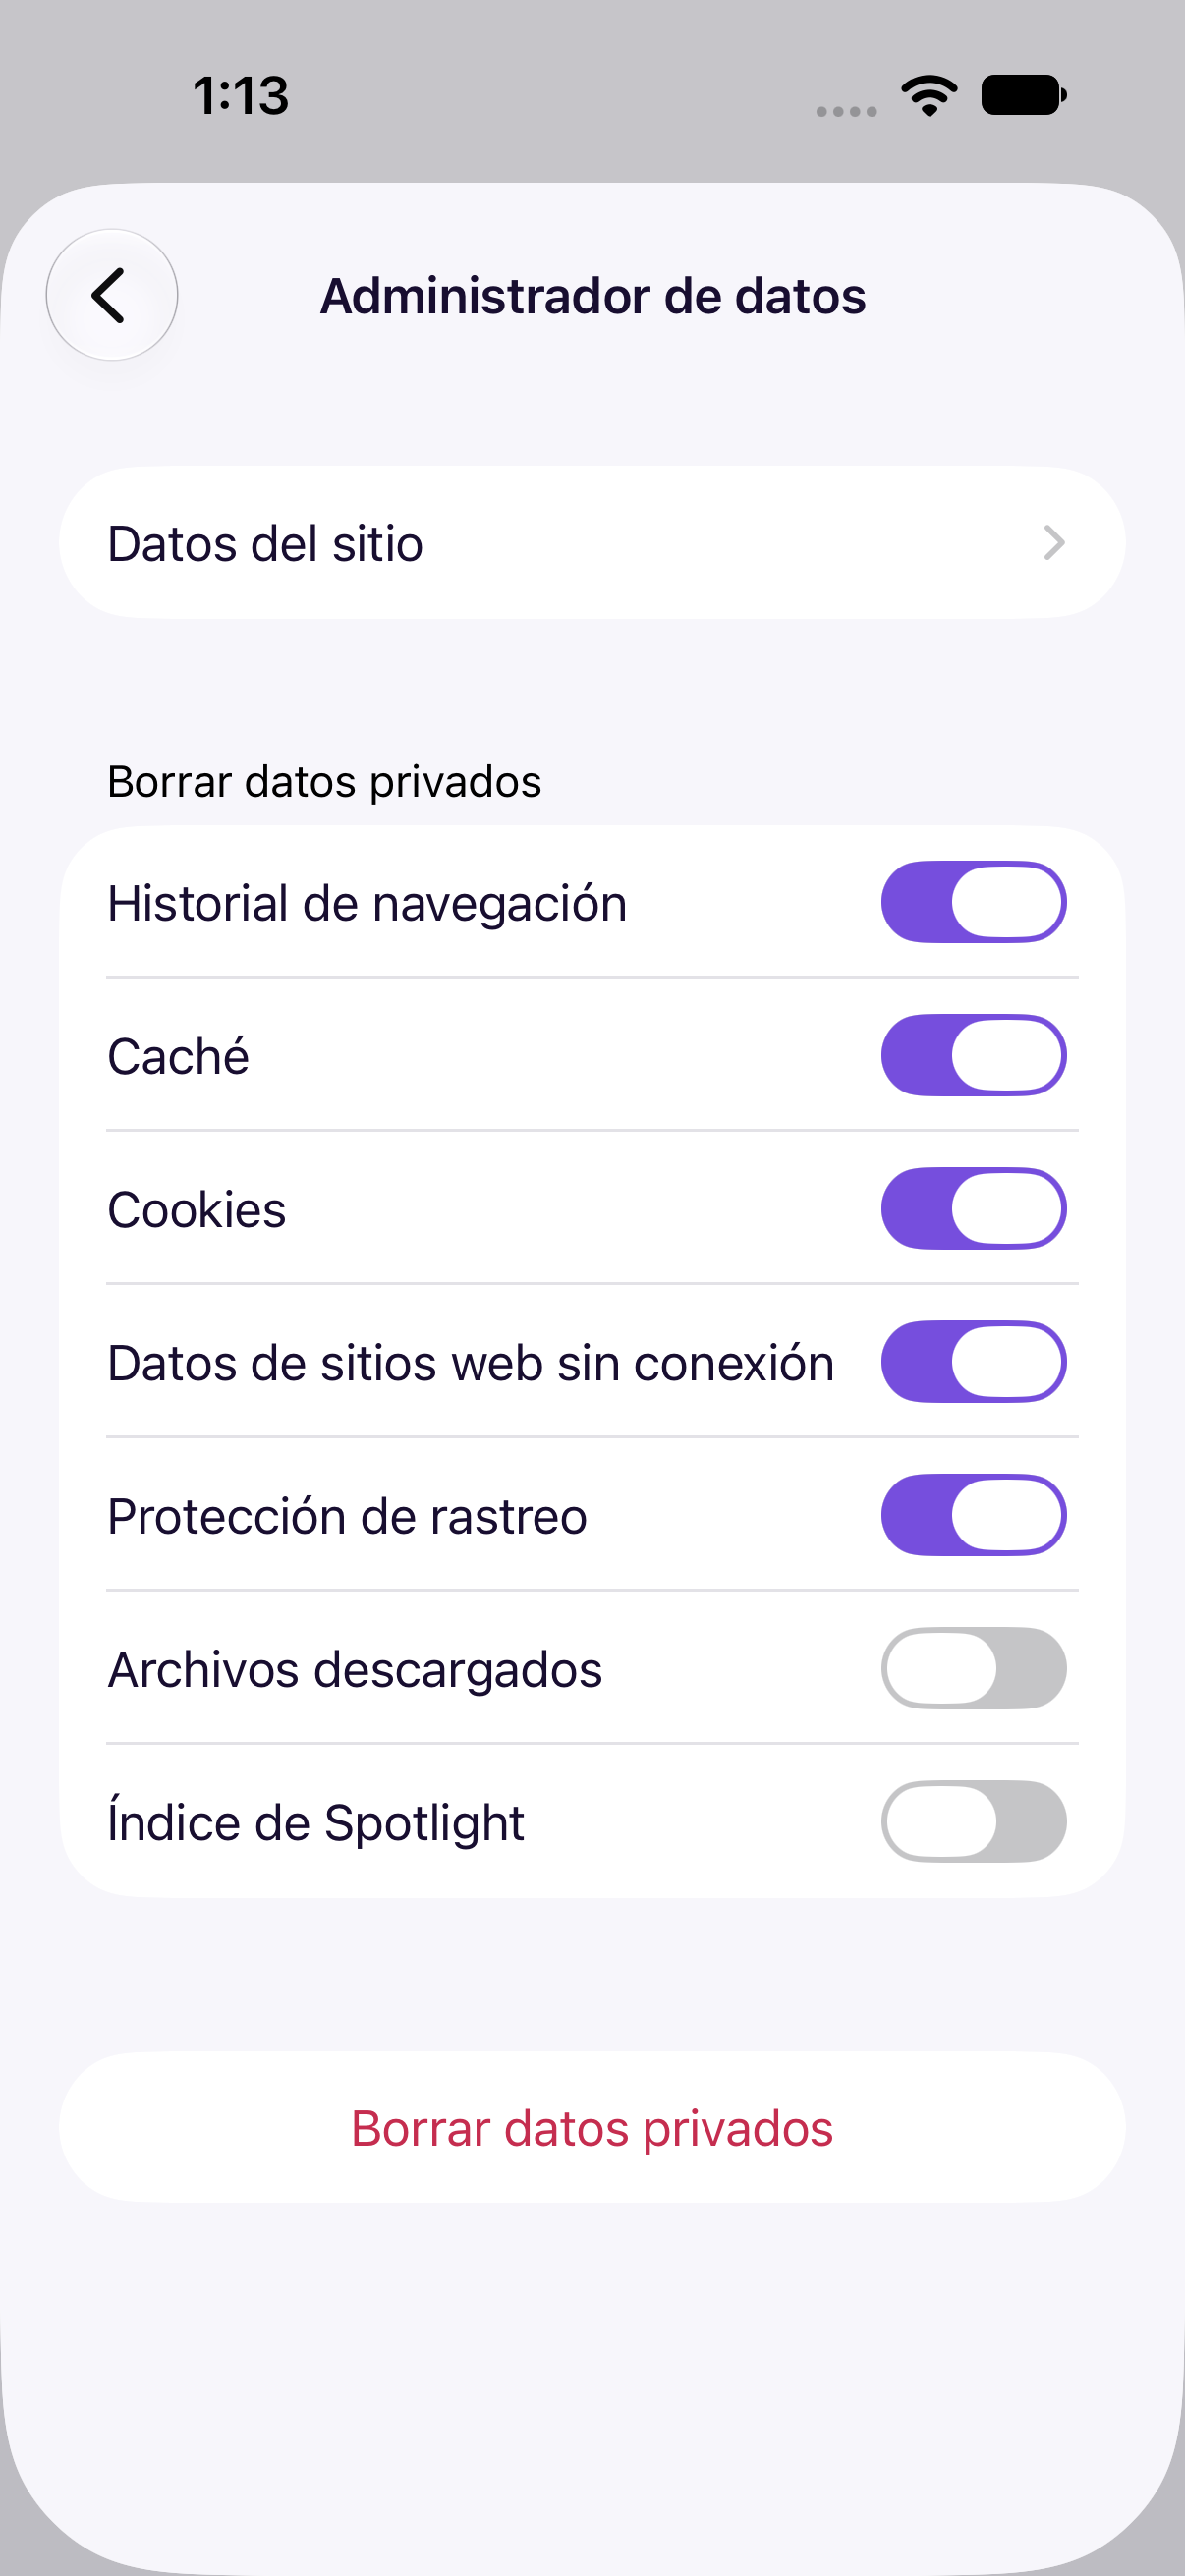 1:13
Administrador de datos
Datos del sitio
Borrar datos privados
Historial de navegación
Caché
Cookies
Datos de sitios web sin conexión
Protección de rastreo
Archivos descargados
Índice de Spotlight
Borrar datos privados